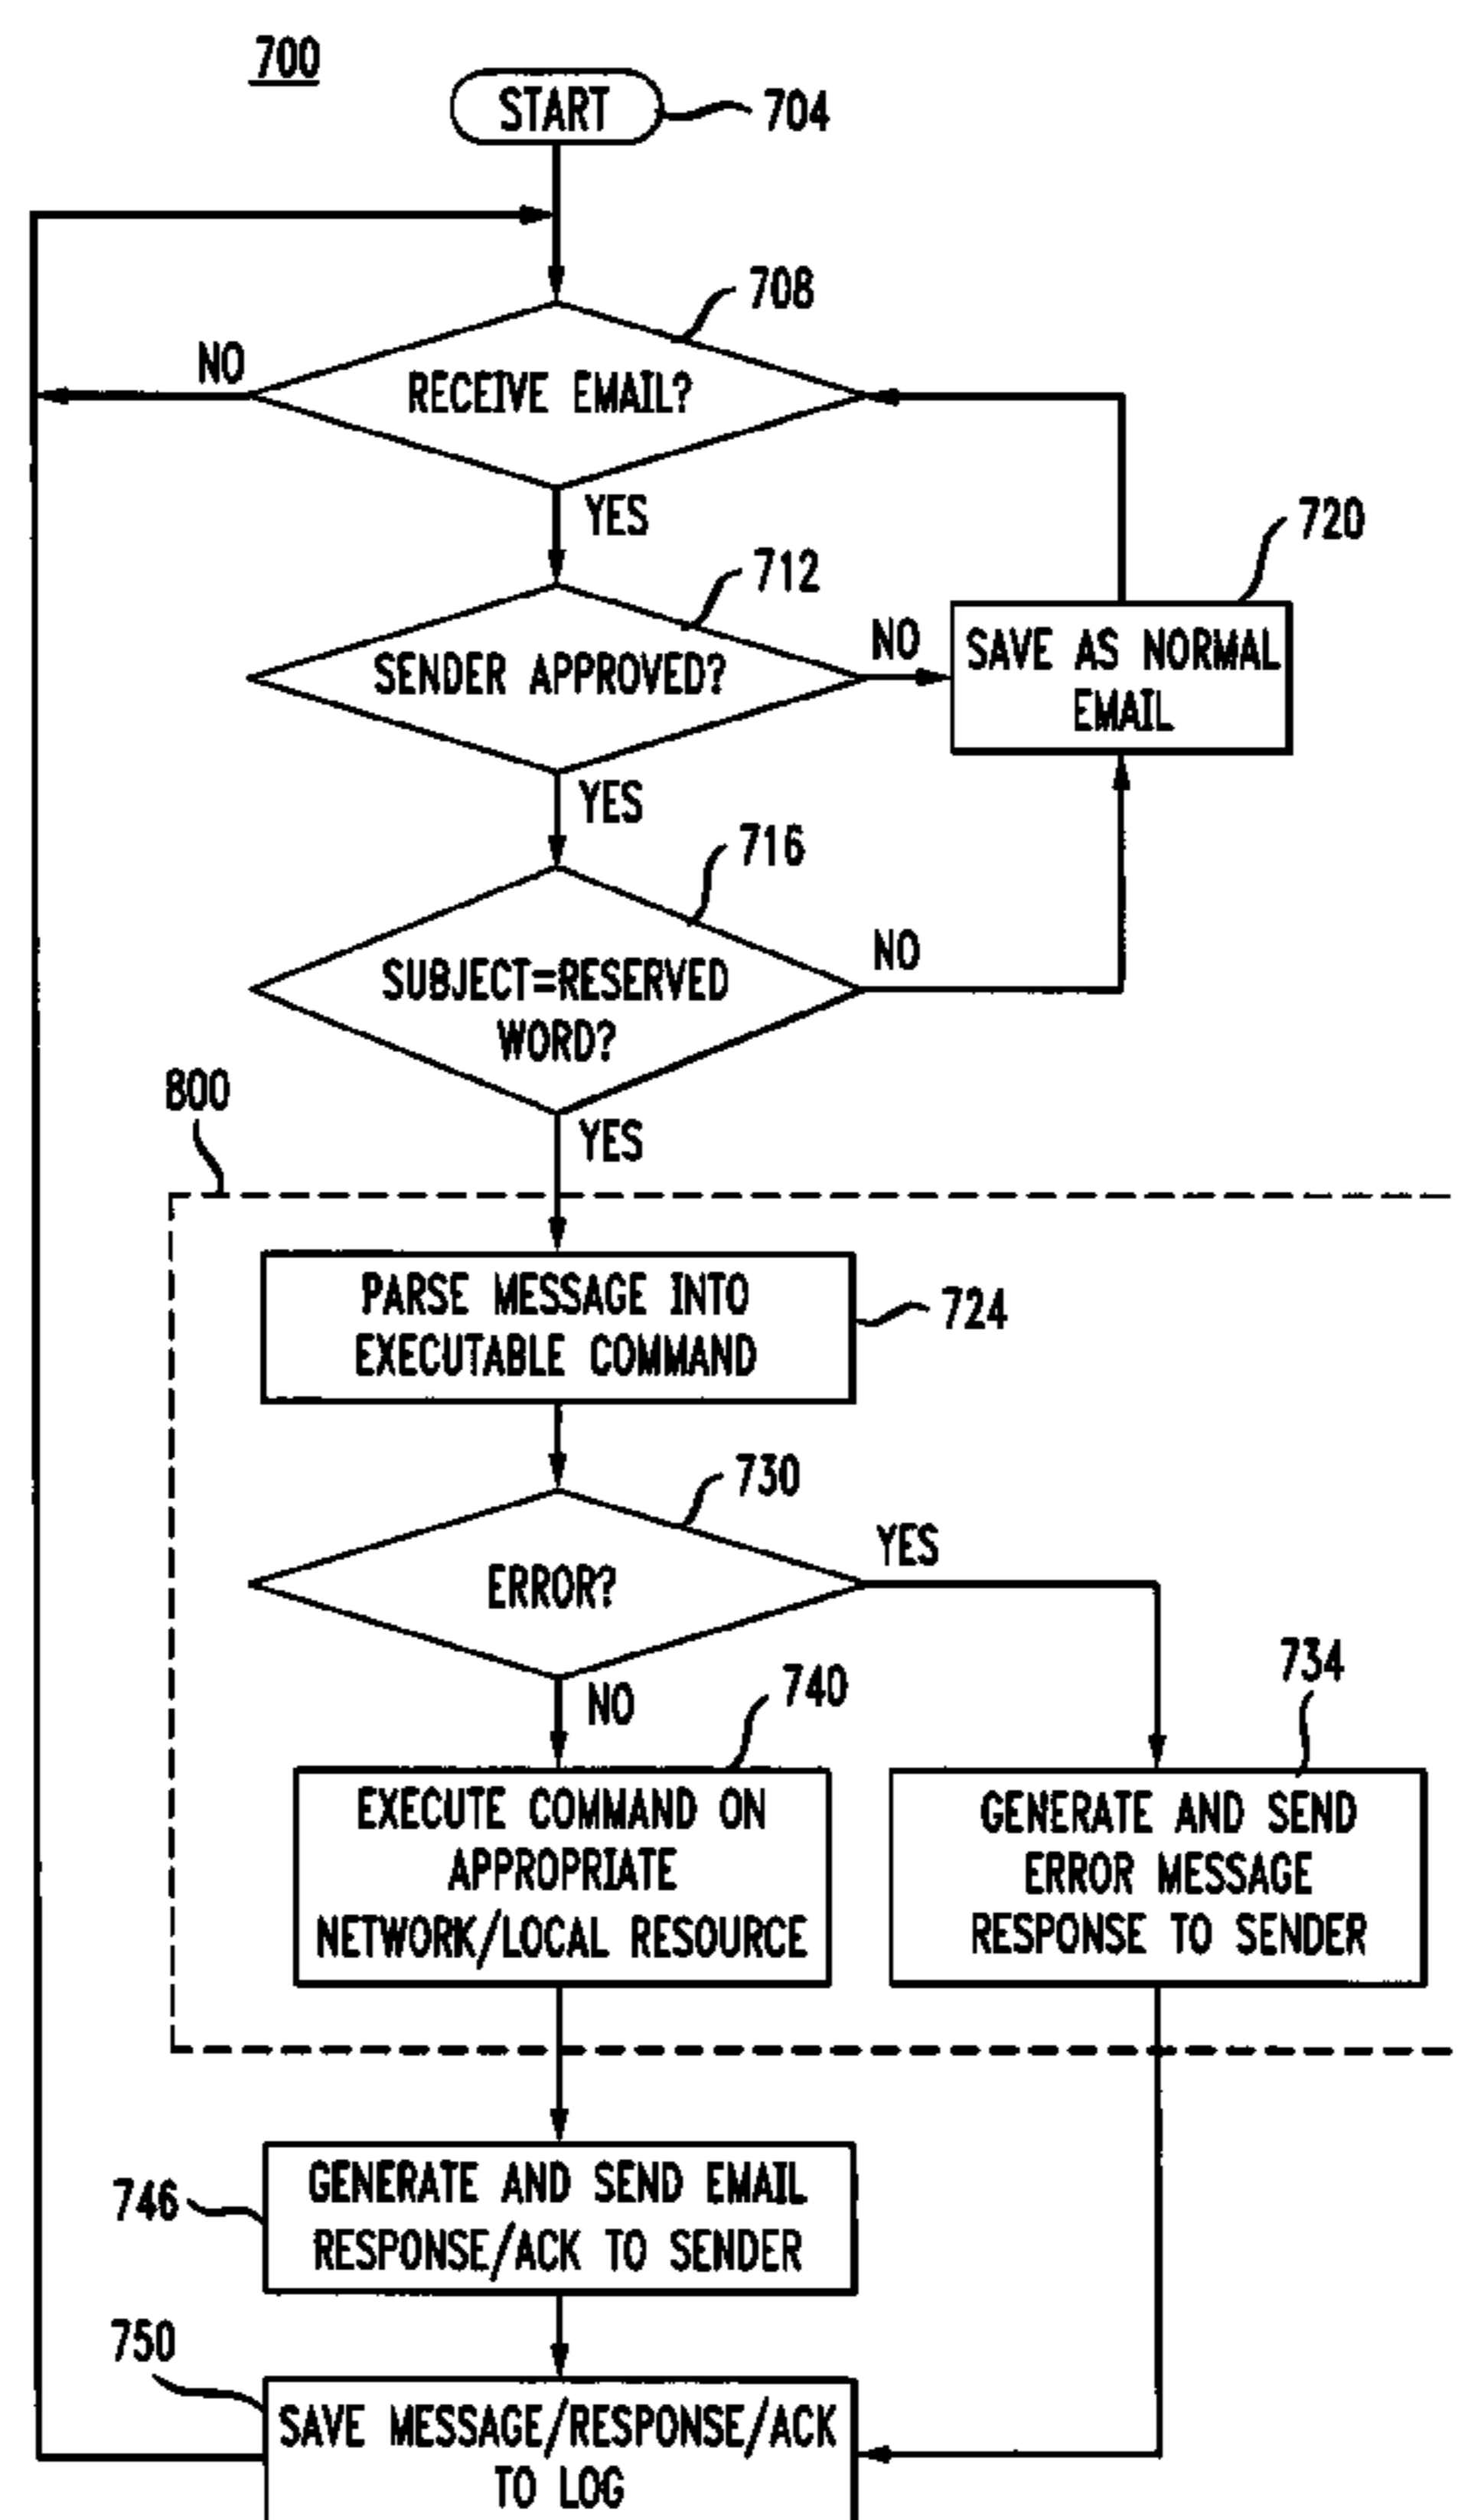 700
START
704
708
NO
RECEIVE EMAIL?
YES
720
712
NO
SAVE AS NORMAL
EMAIL
SENDER APPROVED?
YES
716
NO
SUBJECT=RESERVED
WORD?
800
YES
PARSE MESSAGE INTO
EXECUTABLE COMMAND
724
730
YES
ERROR?
734
740
NO
EXECUTE COMMAND ON
APPROPRIATE
NETWORK/LOCAL RESOURCE
GENERATE AND SEND
ERROR MESSAGE
RESPONSE TO SENDER
746
GENERATE AND SEND EMAIL
RESPONSE/ACK TO SENDER
750
SAVE MESSAGE/RESPONSE/ACK
TO LOG